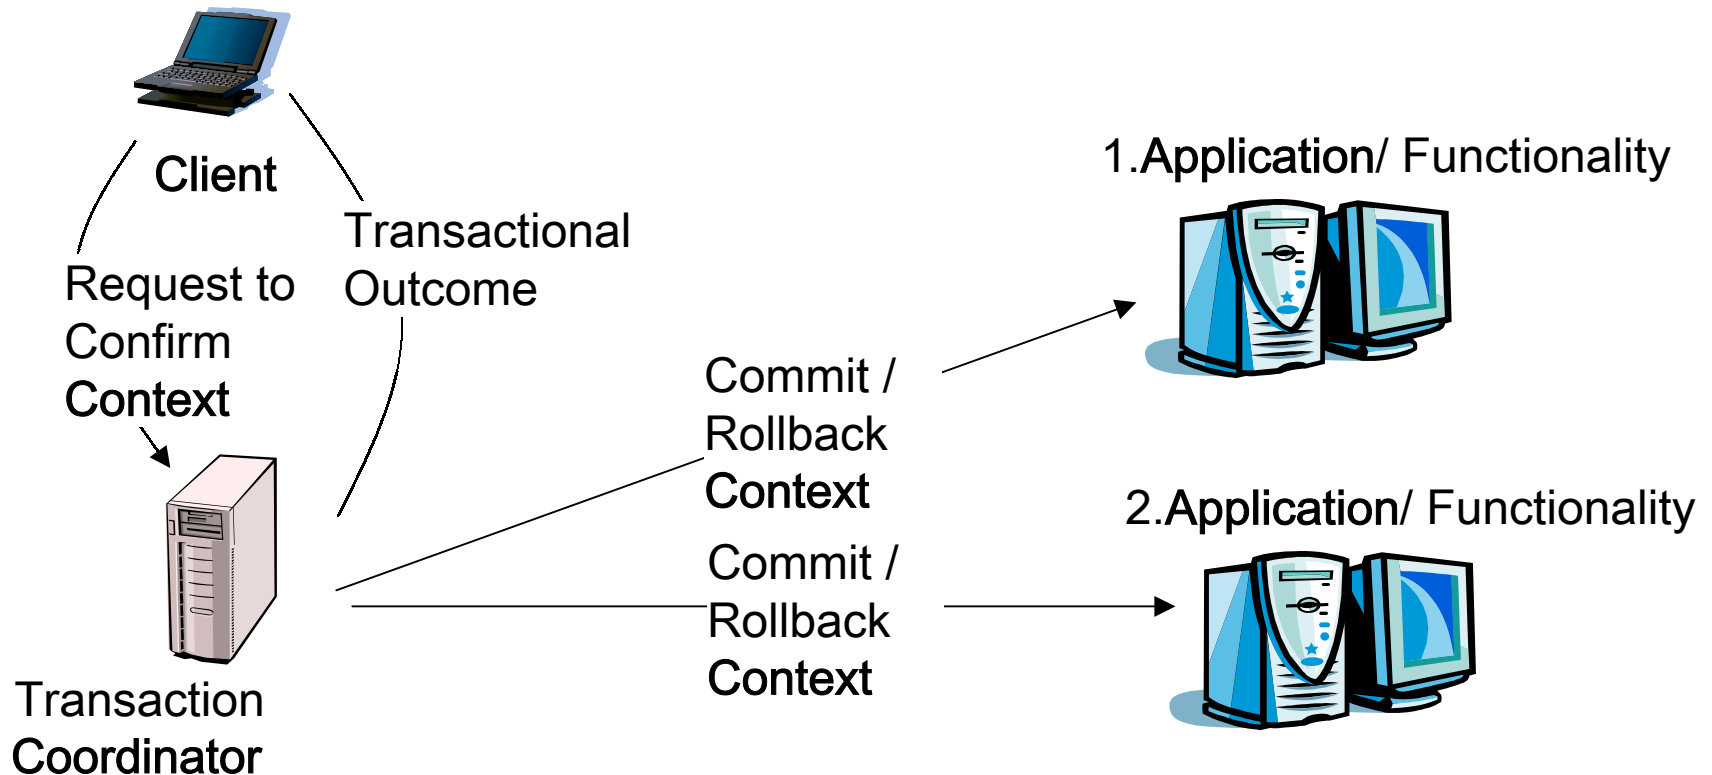 Client
Transactional
Outcome
Request to
Confirm
Context
Transaction
Coordinator
Commit /
Rollback
Context
Commit /
Rollback
Context
1.Application/ Functionality
2.Application/ Functionality